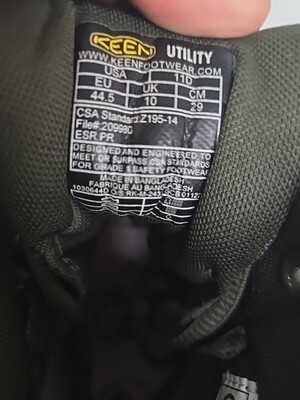 KEEN UTILITY
WWW.KEENFOOTWEAR.COM
USA 11D
EU UK CM
44.5 10 29
CSA Standard:Z195-14
File#:209980
ESR PR
DESIGNED AND ENGINEERED TO
MEET OR SURPASS CSA STANDARDS
FOR GRADE 1 SAFETY FOOTWEAR
MADE IN BANGLADESH
FABRIQUE AU BANGLADESH